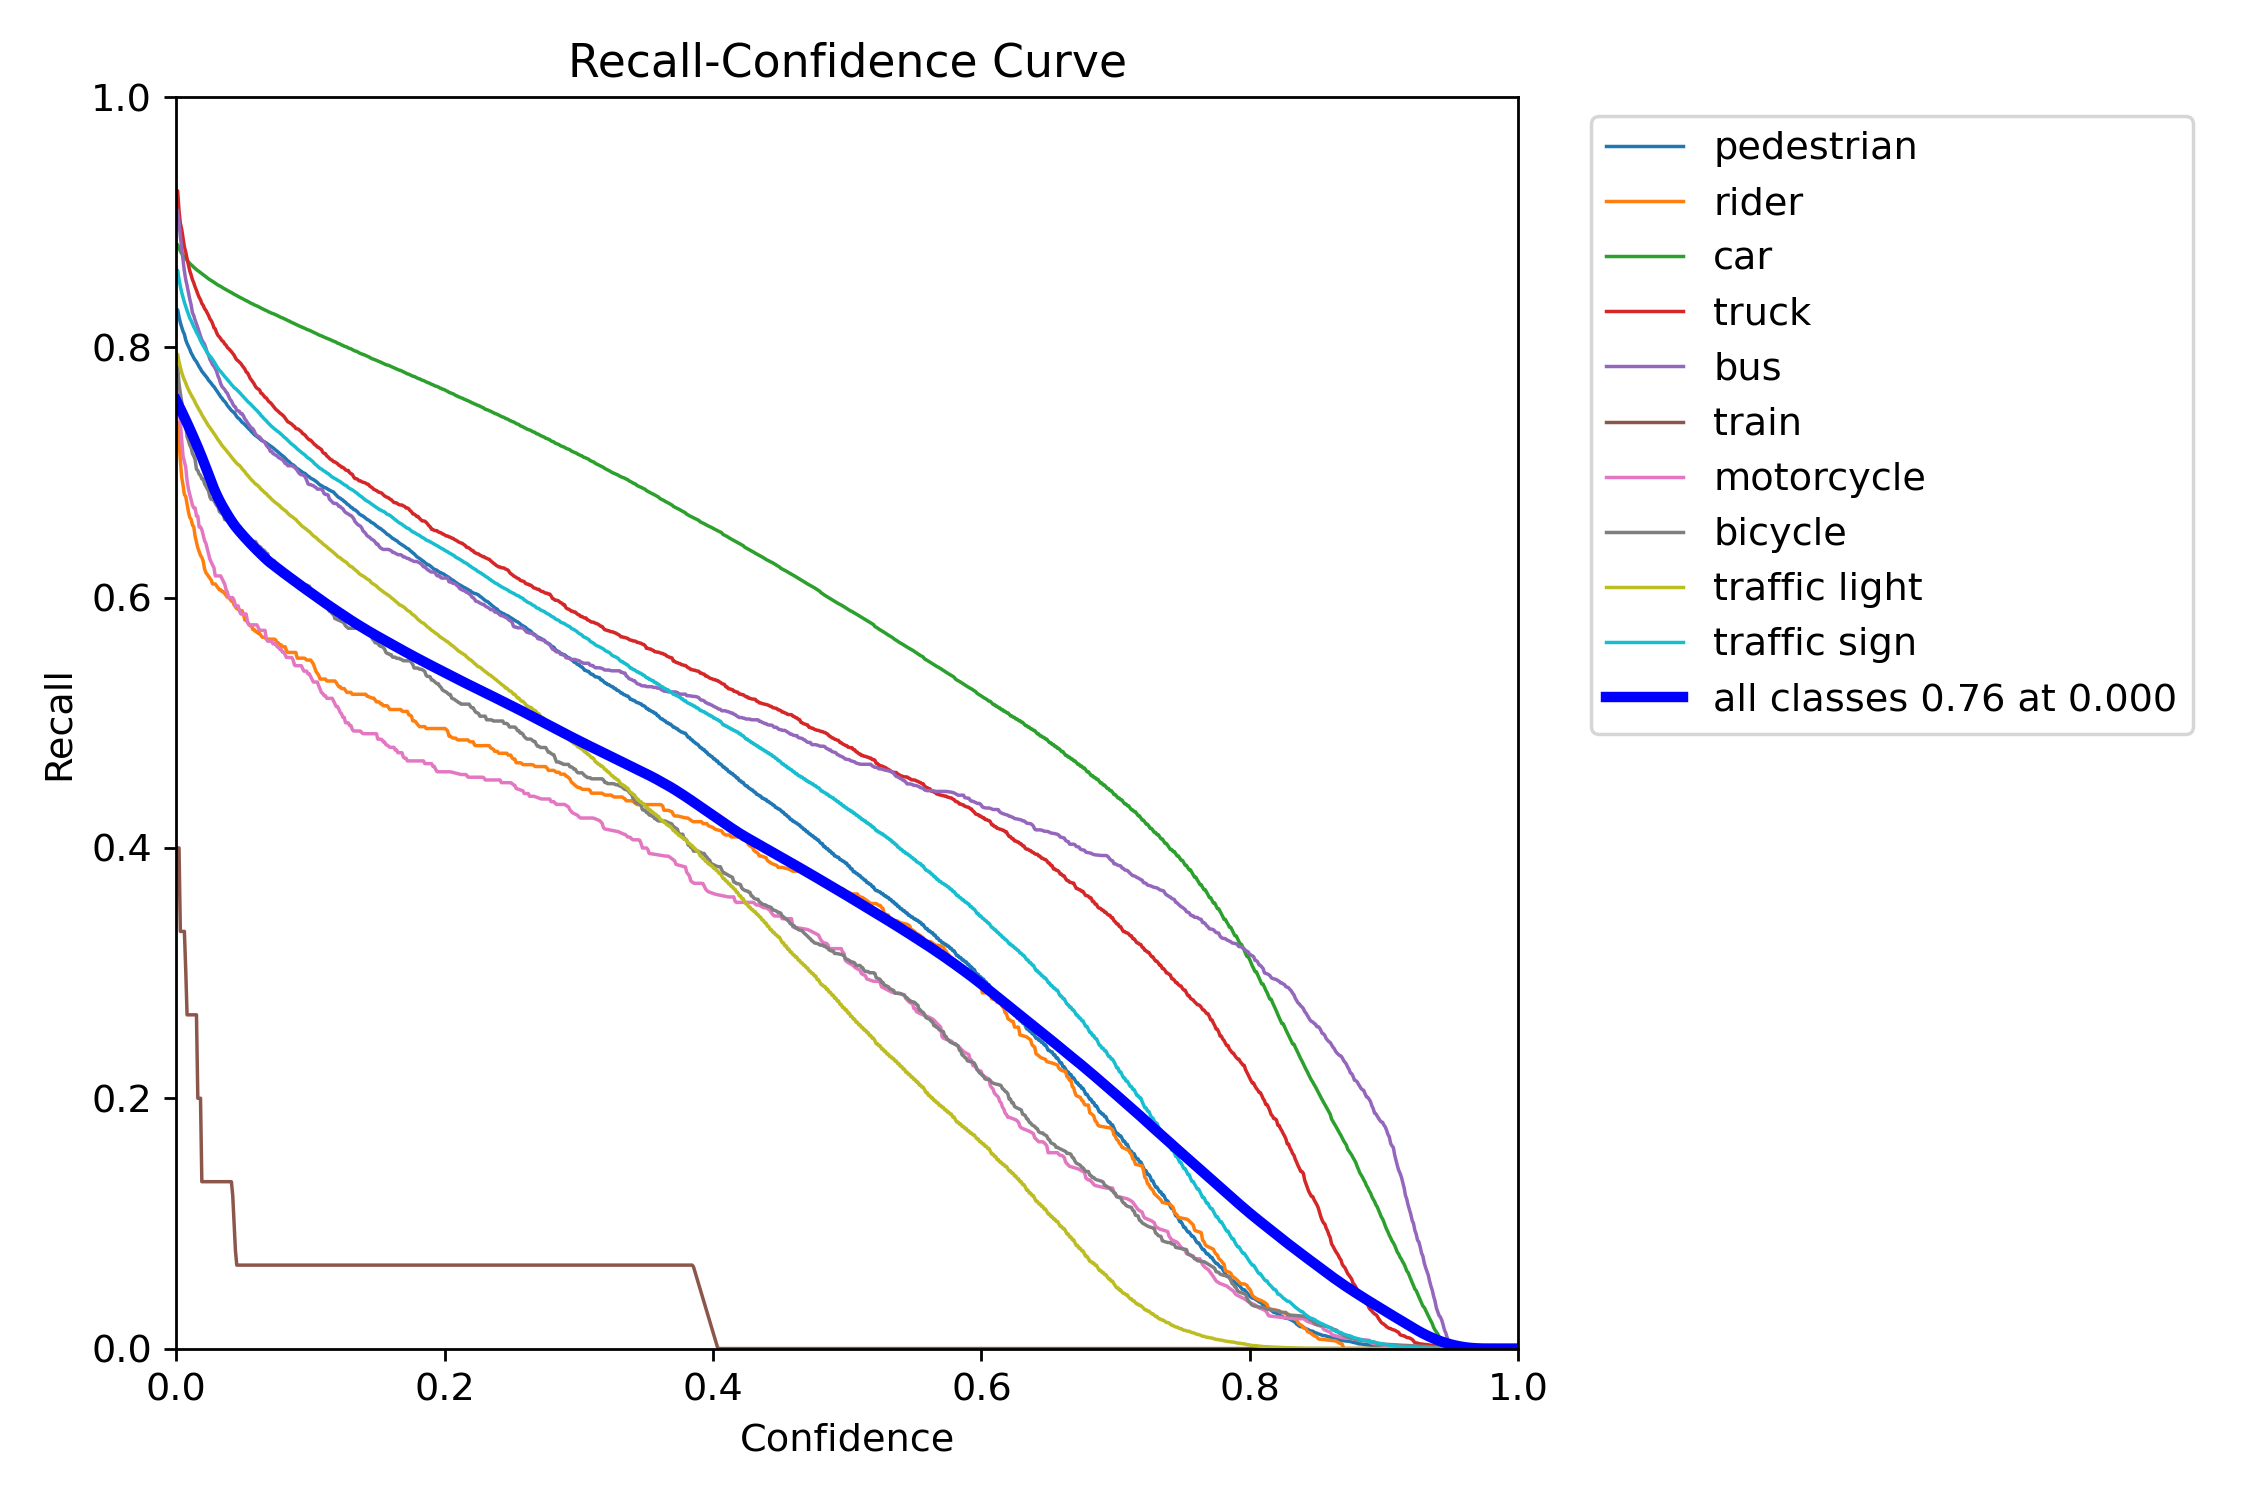 Recall-Confidence Curve
1.0
0.8
0.6
0.4
0.2
0.0
Recall
0.0 0.2 0.4 0.6 0.8 1.0
Confidence
pedestrian
rider
car
truck
bus
train
motorcycle
bicycle
traffic light
traffic sign
all classes 0.76 at 0.000